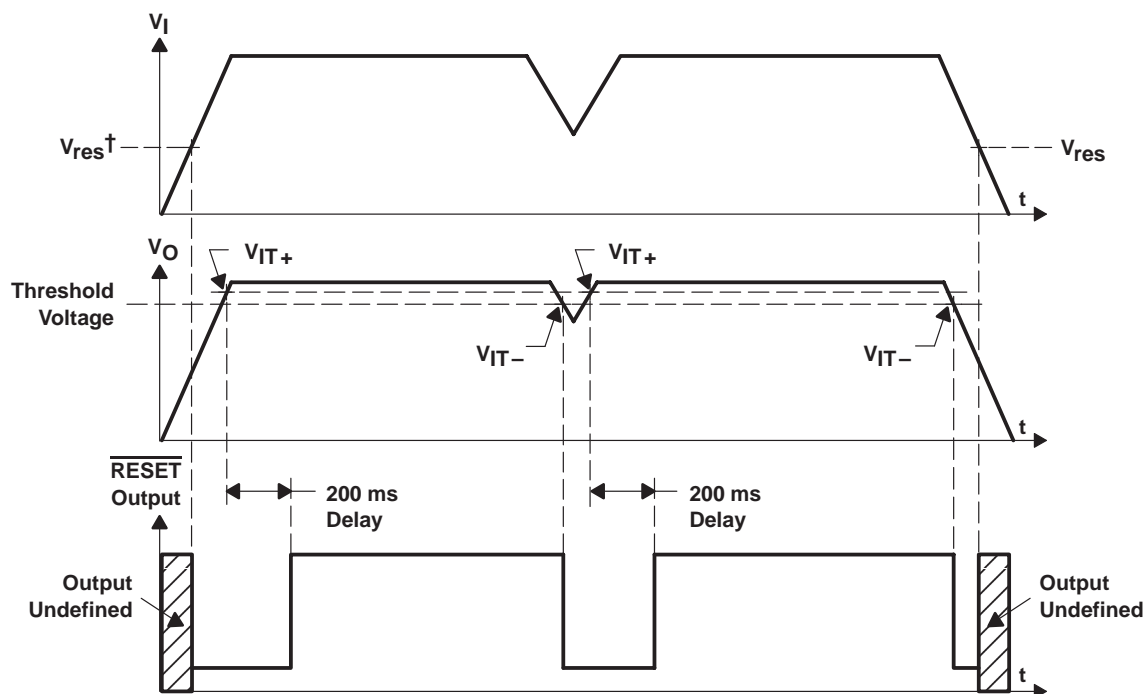 VI
Vres†
Vres
t
VO
VIT+
VIT+
Threshold
Voltage
VIT–
VIT–
t
RESET
Output
200 ms
Delay
200 ms
Delay
Output
Undefined
Output
Undefined
t